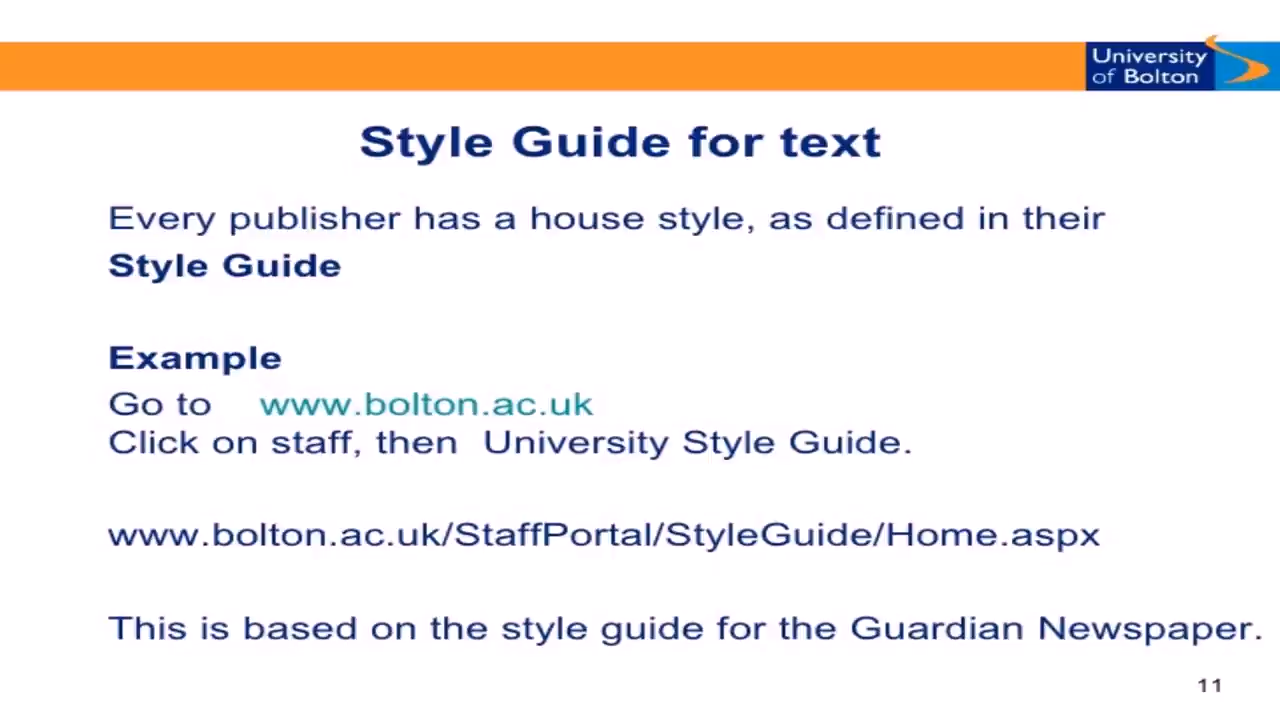 University
of Bolton
Style Guide for text
Every publisher has a house style, as defined in their
Style Guide
Example
Go to www.bolton.ac.uk
Click on staff, then University Style Guide.
www.bolton.ac.uk/StaffPortal/StyleGuide/Home.aspx
This is based on the style guide for the Guardian Newspaper.
11